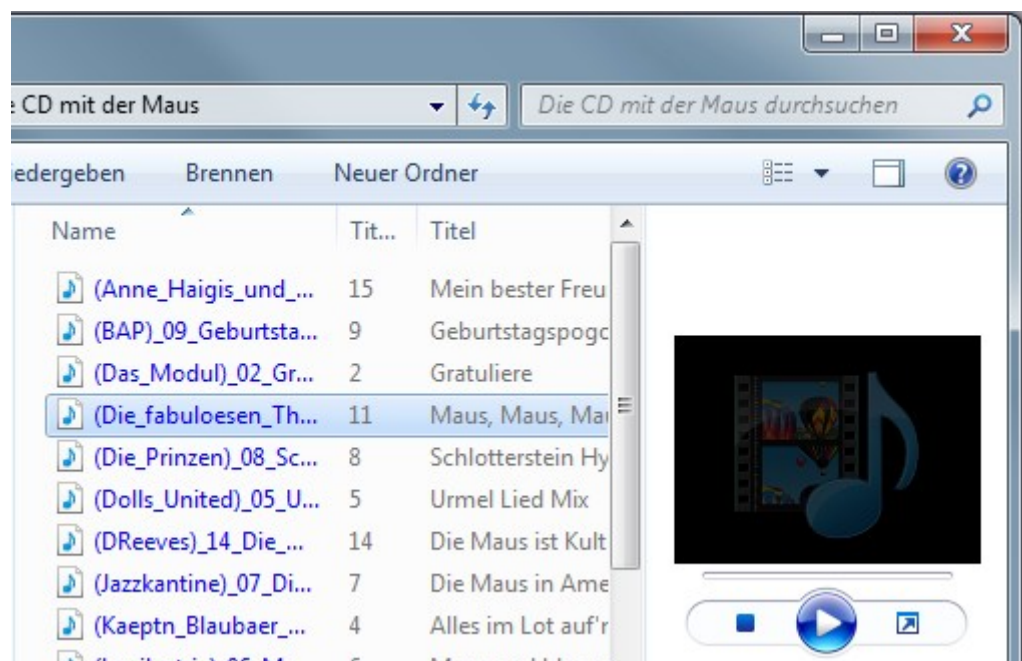 CD mit der Maus Die CD mit der Maus durchsuchen
edergeben Brennen Neuer Ordner
Name Tit... Titel
(Anne_Haigis_und_... 15 Mein bester Freu
(BAP)_09_Geburtsta... 9 Geburtstagspogo
(Das_Modul)_02_Gr... 2 Gratuliere
(Die_fabuloesen_Th... 11 Maus, Maus, Mau
(Die_Prinzen)_08_Sc... 8 Schlotterstein Hy
(Dolls_United)_05_U... 5 Urmel Lied Mix
(DReeves)_14_Die_... 14 Die Maus ist Kult
(Jazzkantine)_07_Di... 7 Die Maus in Ame
(Kaeptn_Blaubaer_... 4 Alles im Lot auf'r